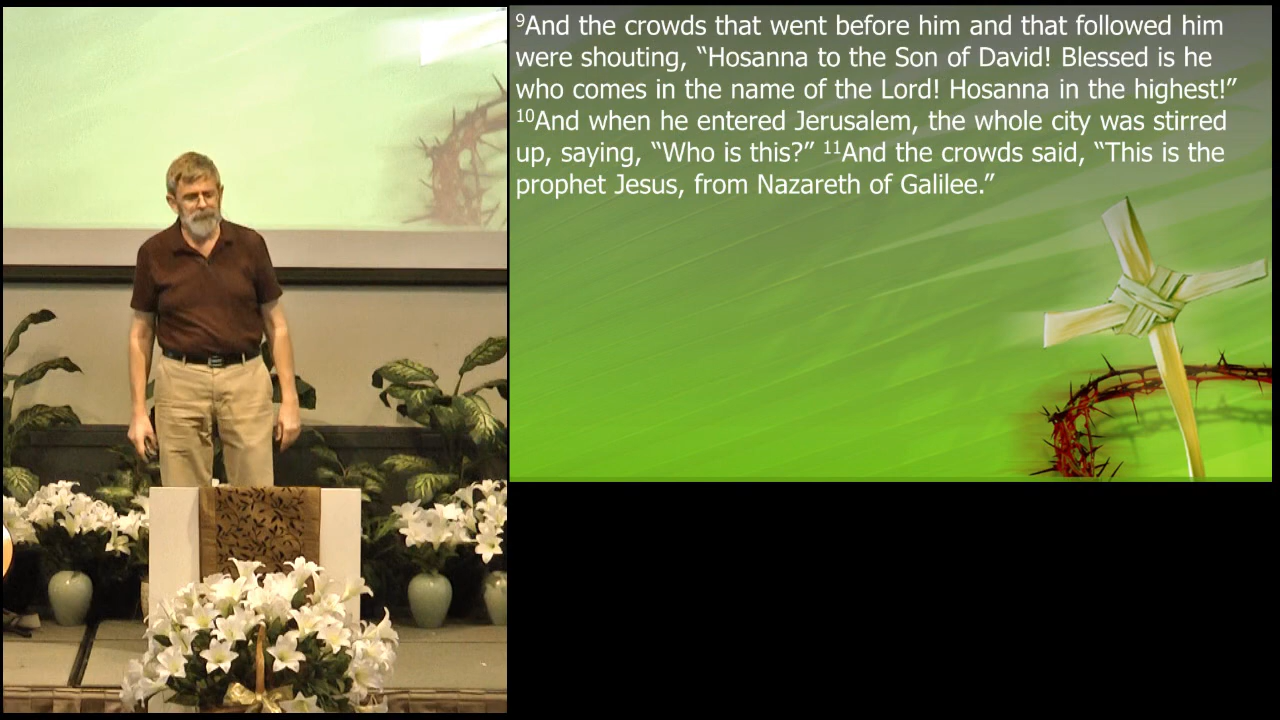 ⁹And the crowds that went before him and that followed him
were shouting, “Hosanna to the Son of David! Blessed is he
who comes in the name of the Lord! Hosanna in the highest!”
¹⁰And when he entered Jerusalem, the whole city was stirred
up, saying, “Who is this?” ¹¹And the crowds said, “This is the
prophet Jesus, from Nazareth of Galilee.”